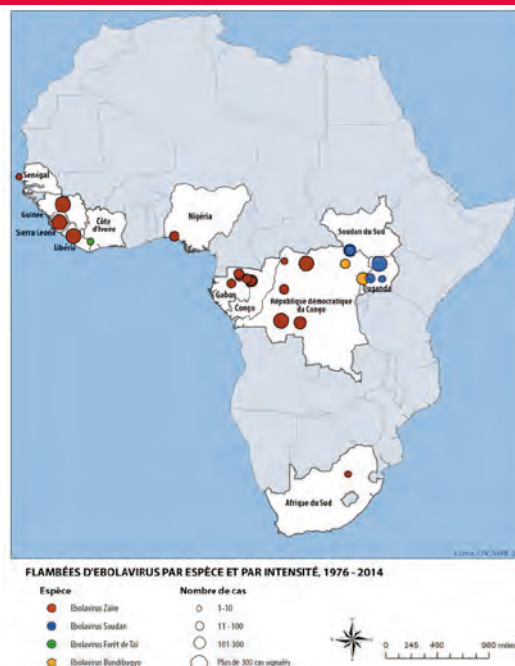 Sénégal
Guinée
Sierra Leone
Libéria
Côte
d'Ivoire
Nigéria
Soudan du Sud
Ouganda
Gabon
Congo
République démocratique
du Congo
Afrique du Sud
FLAMBÉES D'EBOLAVIRUS PAR ESPÈCE ET PAR INTENSITÉ, 1976 - 2014
Espèce
Ebolavirus Zaïre
Ebolavirus Soudan
Ebolavirus Forêt de Taï
Ebolavirus Bundibugyo
Nombre de cas
1-10
11 - 100
101-300
Plus de 300 cas signalés
0 245 490 980 miles